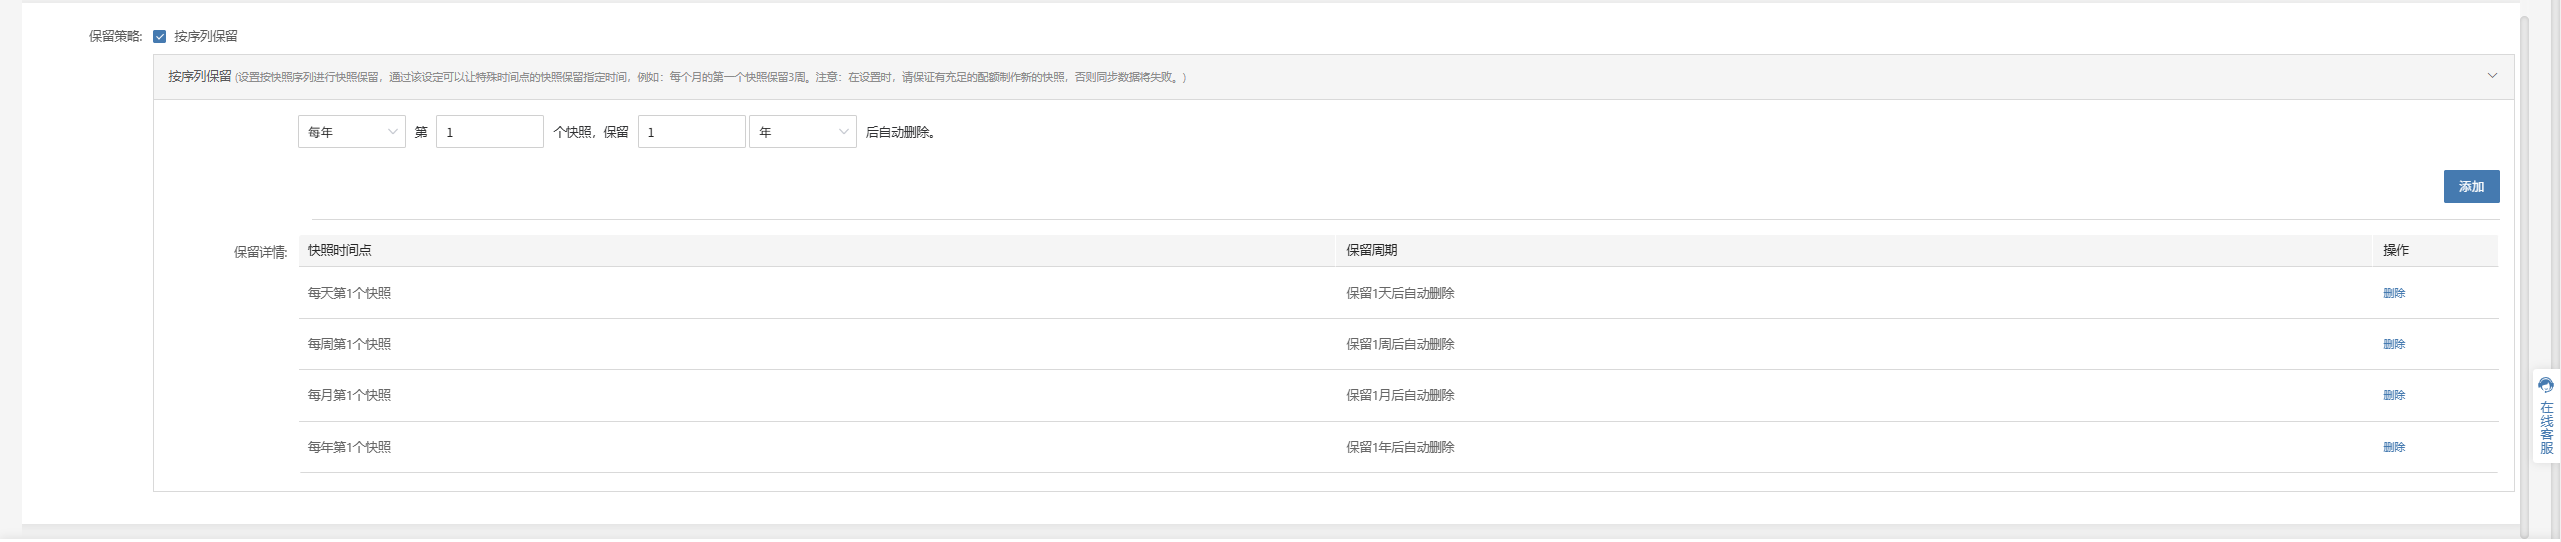 保留策略: 按序列保留
按序列保留 (设置按快照序列进行快照保留，通过该设定可以让特殊时间点的快照保留指定时间，例如：每个月的第一个快照保留3周。注意：在设置时，请保证有充足的配额制作新的快照，否则同步数据将失败。)
每年 第 1 个快照，保留 1 年 后自动删除。
添加
保留详情: 快照时间点 保留周期 操作
每天第1个快照 保留1天后自动删除 删除
每周第1个快照 保留1周后自动删除 删除
每月第1个快照 保留1月后自动删除 删除
每年第1个快照 保留1年后自动删除 删除
在线客服